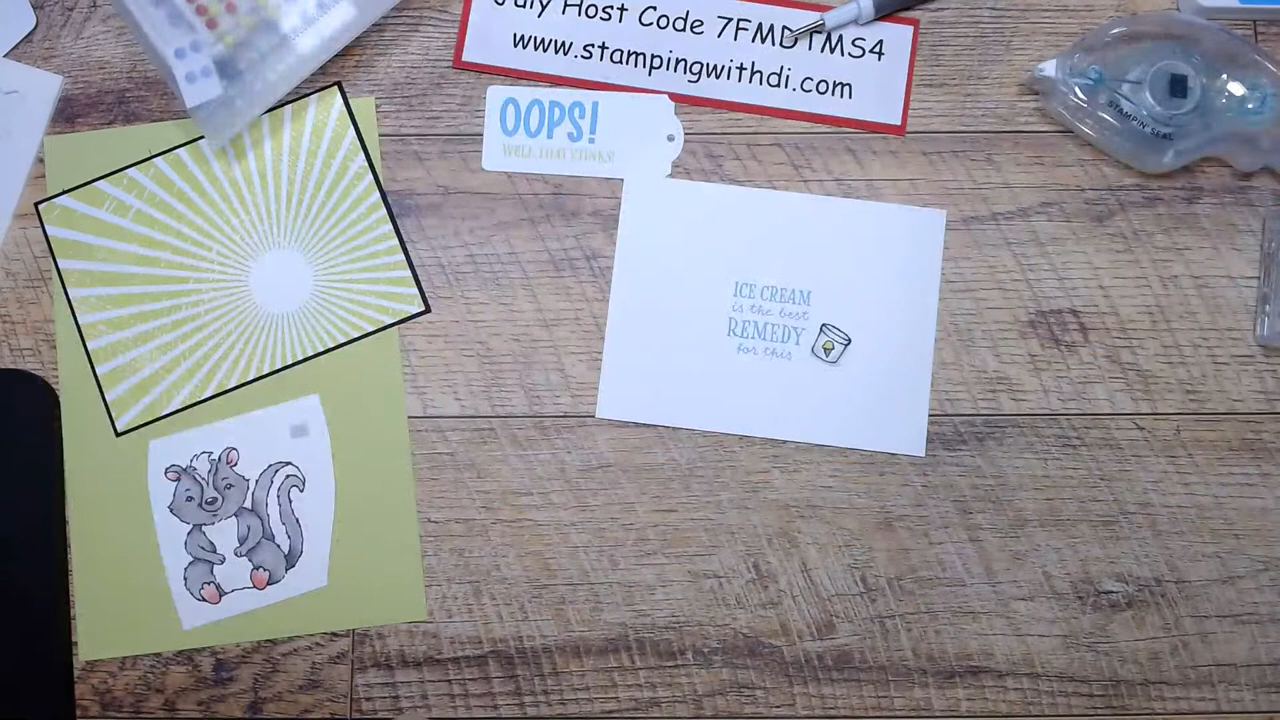 July Host Code 7FMDTMS4
www.stampingwithdi.com
OOPS!
WELL THAT STINKS!
STAMPIN' SEAL
ICE CREAM
is the best
REMEDY
for this